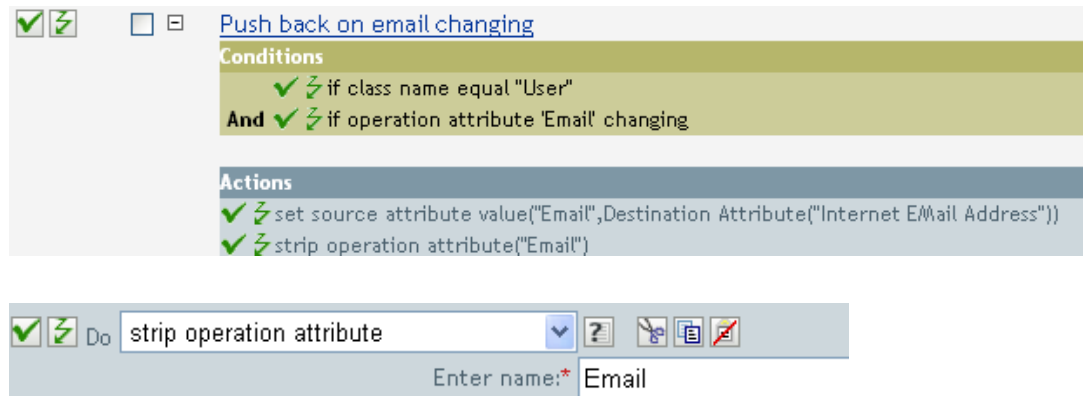 Push back on email changing
Conditions
if class name equal "User"
And if operation attribute 'Email' changing
Actions
set source attribute value("Email",Destination Attribute("Internet EMail Address"))
strip operation attribute("Email")
Do strip operation attribute
Enter name:* Email